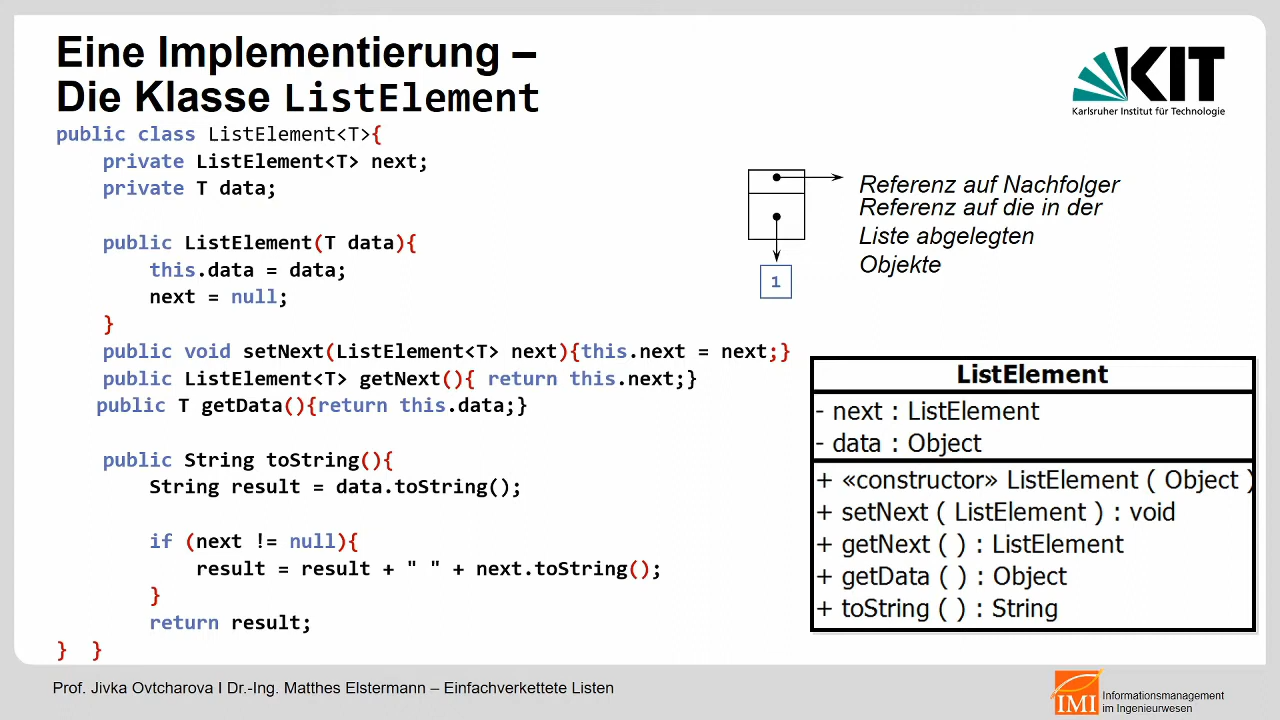 Eine Implementierung –
Die Klasse ListElement
KIT
Karlsruher Institut für Technologie
public class ListElement<T>{
private ListElement<T> next;
private T data;
public ListElement(T data){
this.data = data;
next = null;
}
public void setNext(ListElement<T> next){this.next = next;}
public ListElement<T> getNext(){ return this.next;}
public T getData(){return this.data;}
public String toString(){
String result = data.toString();
if (next != null){
result = result + " " + next.toString();
}
return result;
} }
Referenz auf Nachfolger
Referenz auf die in der
Liste abgelegten
Objekte
1
ListElement
- next : ListElement
- data : Object
+ «constructor» ListElement ( Object )
+ setNext ( ListElement ) : void
+ getNext ( ) : ListElement
+ getData ( ) : Object
+ toString ( ) : String
Prof. Jivka Ovtcharova I Dr.-Ing. Matthes Elstermann – Einfachverkettete Listen
IMI
Informationsmanagement
im Ingenieurwesen